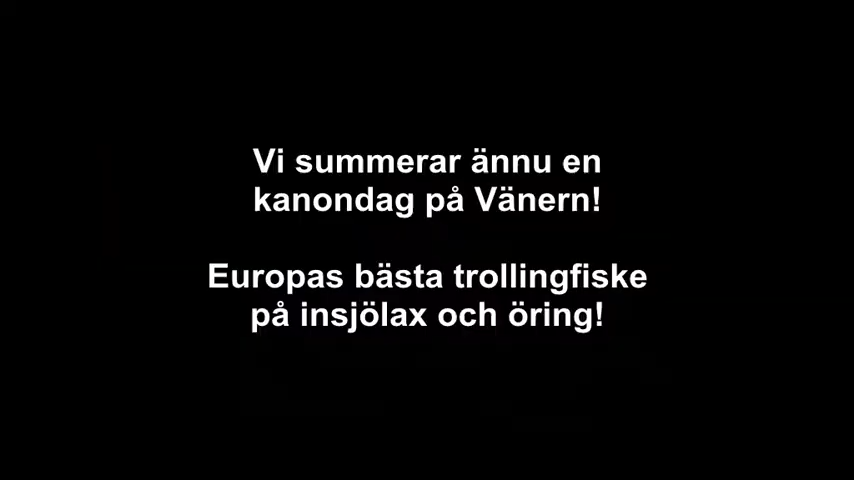 Vi summerar ännu en
kanondag på Vänern!
Europas bästa trollingfiske
på insjölax och öring!